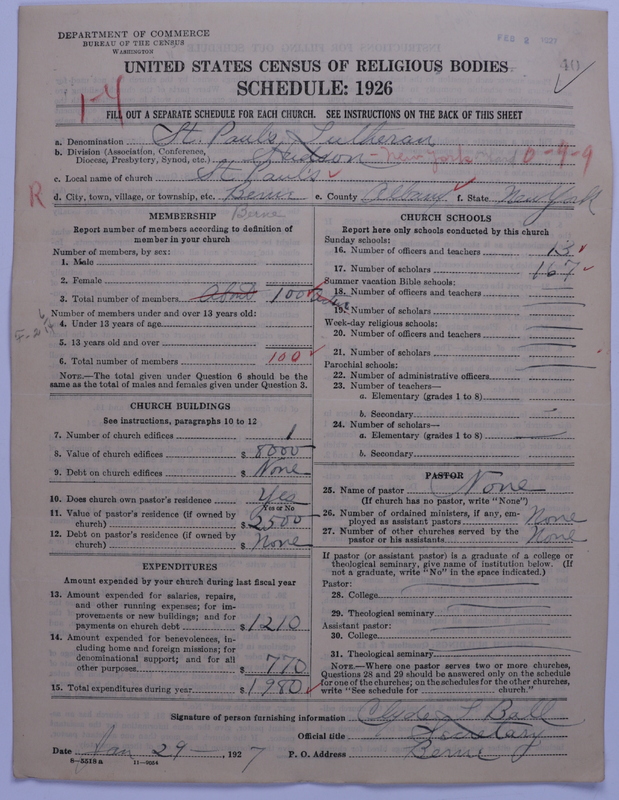 DEPARTMENT OF COMMERCE
BUREAU OF THE CENSUS
WASHINGTON
FEB 2 1927
40
UNITED STATES CENSUS OF RELIGIOUS BODIES
SCHEDULE: 1926
1-4
FILL OUT A SEPARATE SCHEDULE FOR EACH CHURCH. SEE INSTRUCTIONS ON THE BACK OF THIS SHEET
a. Denomination St. Pauls Lutheran
b. Division (Association, Conference, Diocese, Presbytery, Synod, etc.) Hudson - New York 0-4-9
c. Local name of church St Pauls
R
d. City, town, village, or township, etc. Berne e. County Albany f. State New York
Berne
MEMBERSHIP
Report number of members according to definition of member in your church
Number of members, by sex:
1. Male
2. Female
3. Total number of members About 100
Number of members under and over 13 years old:
4. Under 13 years of age
5. 13 years old and over
6. Total number of members 100
NOTE.—The total given under Question 6 should be the same as the total of males and females given under Question 3.
CHURCH BUILDINGS
See instructions, paragraphs 10 to 12
7. Number of church edifices 1
8. Value of church edifices $ 8000
9. Debt on church edifices $ None
10. Does church own pastor's residence Yes
Yes or No
11. Value of pastor's residence (if owned by church) $ 2500
12. Debt on pastor's residence (if owned by church) $ None
EXPENDITURES
Amount expended by your church during last fiscal year
13. Amount expended for salaries, repairs, and other running expenses; for improvements or new buildings; and for payments on church debt $ 1210
14. Amount expended for benevolences, including home and foreign missions; for denominational support; and for all other purposes $ 770
15. Total expenditures during year $ 1980
CHURCH SCHOOLS
Report here only schools conducted by this church
Sunday schools:
16. Number of officers and teachers 13
17. Number of scholars 167
Summer vacation Bible schools:
18. Number of officers and teachers
19. Number of scholars
Week-day religious schools:
20. Number of officers and teachers
21. Number of scholars
Parochial schools:
22. Number of administrative officers
23. Number of teachers—
a. Elementary (grades 1 to 8)
b. Secondary
24. Number of scholars—
a. Elementary (grades 1 to 8)
b. Secondary
PASTOR
25. Name of pastor None
(If church has no pastor, write "None")
26. Number of ordained ministers, if any, employed as assistant pastors None
27. Number of other churches served by the pastor or his assistants None
If pastor (or assistant pastor) is a graduate of a college or theological seminary, give name of institution below. (If not a graduate, write "No" in the space indicated.)
Pastor:
28. College
29. Theological seminary
Assistant pastor:
30. College
31. Theological seminary
NOTE.—Where one pastor serves two or more churches, Questions 28 and 29 should be answered only on the schedule for one of the churches; on the schedules for the other churches, write "See schedule for church."
Signature of person furnishing information Clyde L Ball
Official title Secretary
Date Jan 29 — , 1927 P. O. Address Berne
8-5518a 11-9034